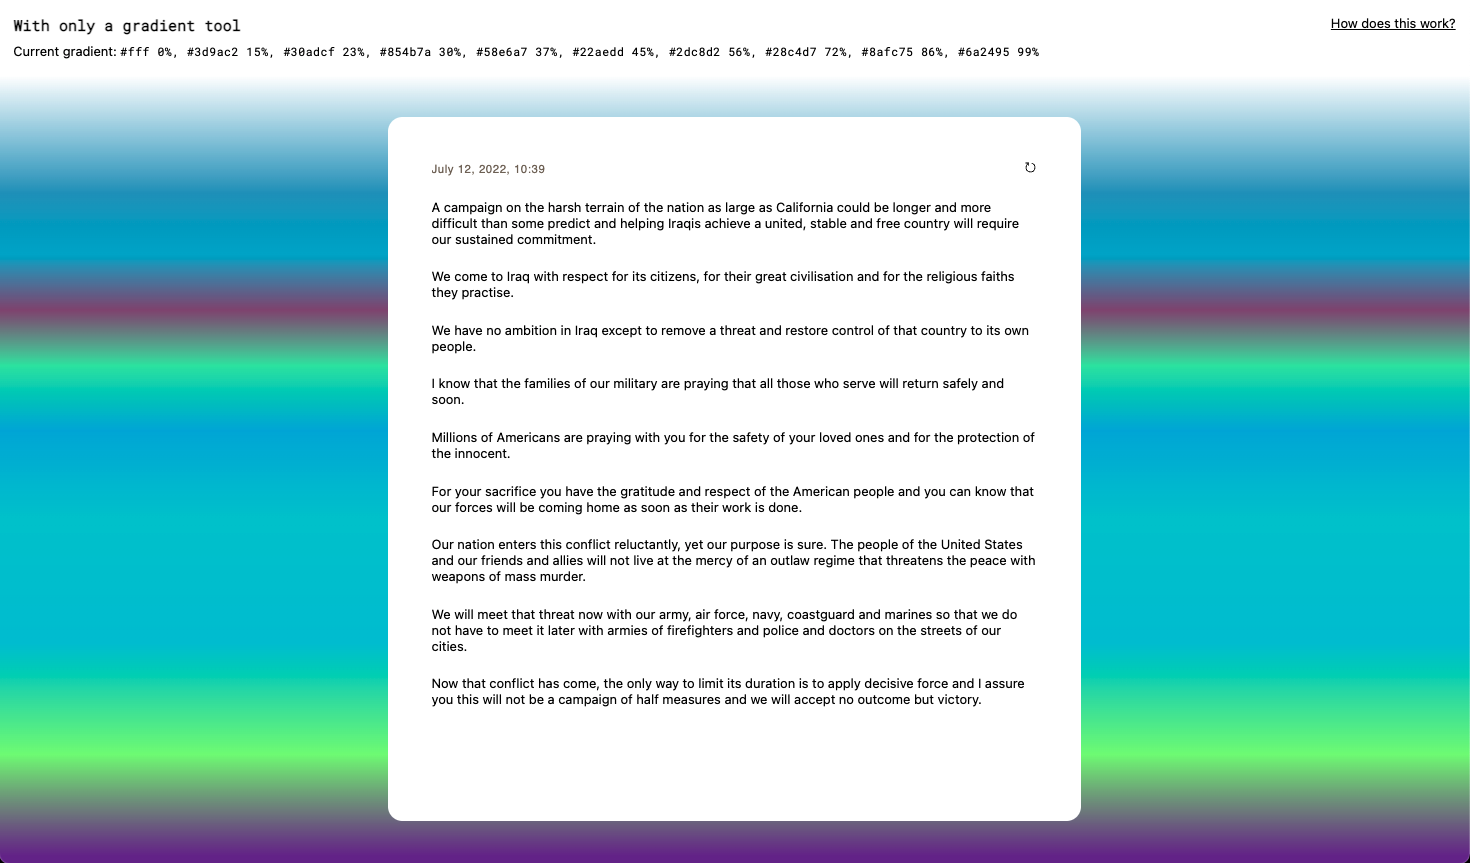 With only a gradient tool
How does this work?
Current gradient: #fff 0%, #3d9ac2 15%, #30adcf 23%, #854b7a 30%, #58e6a7 37%, #22aedd 45%, #2dc8d2 56%, #28c4d7 72%, #8afc75 86%, #6a2495 99%
July 12, 2022, 10:39
A campaign on the harsh terrain of the nation as large as California could be longer and more
difficult than some predict and helping Iraqis achieve a united, stable and free country will require
our sustained commitment.
We come to Iraq with respect for its citizens, for their great civilisation and for the religious faiths
they practise.
We have no ambition in Iraq except to remove a threat and restore control of that country to its own
people.
I know that the families of our military are praying that all those who serve will return safely and
soon.
Millions of Americans are praying with you for the safety of your loved ones and for the protection of
the innocent.
For your sacrifice you have the gratitude and respect of the American people and you can know that
our forces will be coming home as soon as their work is done.
Our nation enters this conflict reluctantly, yet our purpose is sure. The people of the United States
and our friends and allies will not live at the mercy of an outlaw regime that threatens the peace with
weapons of mass murder.
We will meet that threat now with our army, air force, navy, coastguard and marines so that we do
not have to meet it later with armies of firefighters and police and doctors on the streets of our
cities.
Now that conflict has come, the only way to limit its duration is to apply decisive force and I assure
you this will not be a campaign of half measures and we will accept no outcome but victory.